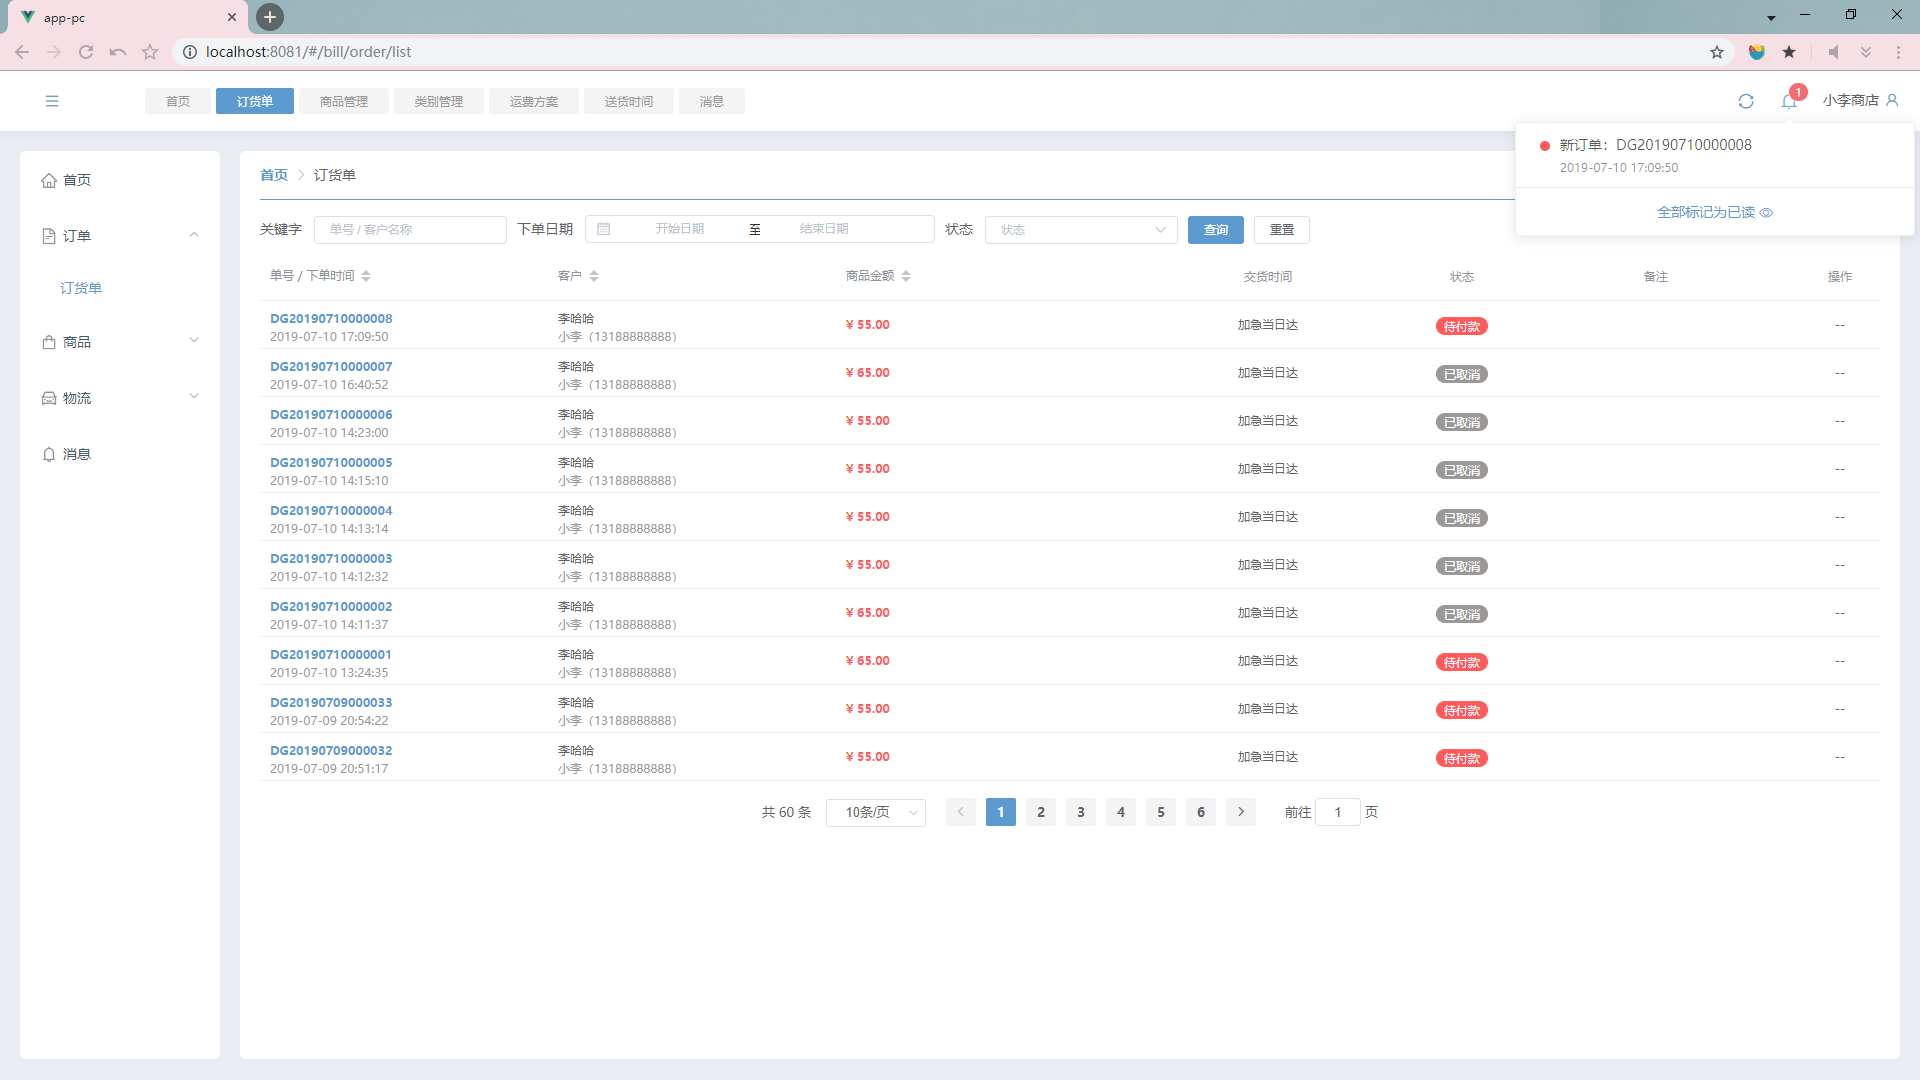 app-pc
localhost:8081/#/bill/order/list
首页 订货单 商品管理 类别管理 运费方案 送货时间 消息 1 小李商店
新订单：DG20190710000008
2019-07-10 17:09:50
全部标记为已读
首页
订单
订货单
商品
物流
消息
首页 > 订货单
关键字 单号 / 客户名称 下单日期 开始日期 至 结束日期 状态 状态 查询 重置
单号 / 下单时间 客户 商品金额 交货时间 状态 备注 操作
DG20190710000008 李哈哈 ¥ 55.00 加急当日达 待付款 --
2019-07-10 17:09:50 小李（13188888888）
DG20190710000007 李哈哈 ¥ 65.00 加急当日达 已取消 --
2019-07-10 16:40:52 小李（13188888888）
DG20190710000006 李哈哈 ¥ 55.00 加急当日达 已取消 --
2019-07-10 14:23:00 小李（13188888888）
DG20190710000005 李哈哈 ¥ 55.00 加急当日达 已取消 --
2019-07-10 14:15:10 小李（13188888888）
DG20190710000004 李哈哈 ¥ 55.00 加急当日达 已取消 --
2019-07-10 14:13:14 小李（13188888888）
DG20190710000003 李哈哈 ¥ 55.00 加急当日达 已取消 --
2019-07-10 14:12:32 小李（13188888888）
DG20190710000002 李哈哈 ¥ 65.00 加急当日达 已取消 --
2019-07-10 14:11:37 小李（13188888888）
DG20190710000001 李哈哈 ¥ 65.00 加急当日达 待付款 --
2019-07-10 13:24:35 小李（13188888888）
DG20190709000033 李哈哈 ¥ 55.00 加急当日达 待付款 --
2019-07-09 20:54:22 小李（13188888888）
DG20190709000032 李哈哈 ¥ 55.00 加急当日达 待付款 --
2019-07-09 20:51:17 小李（13188888888）
共 60 条 10条/页 1 2 3 4 5 6 前往 1 页